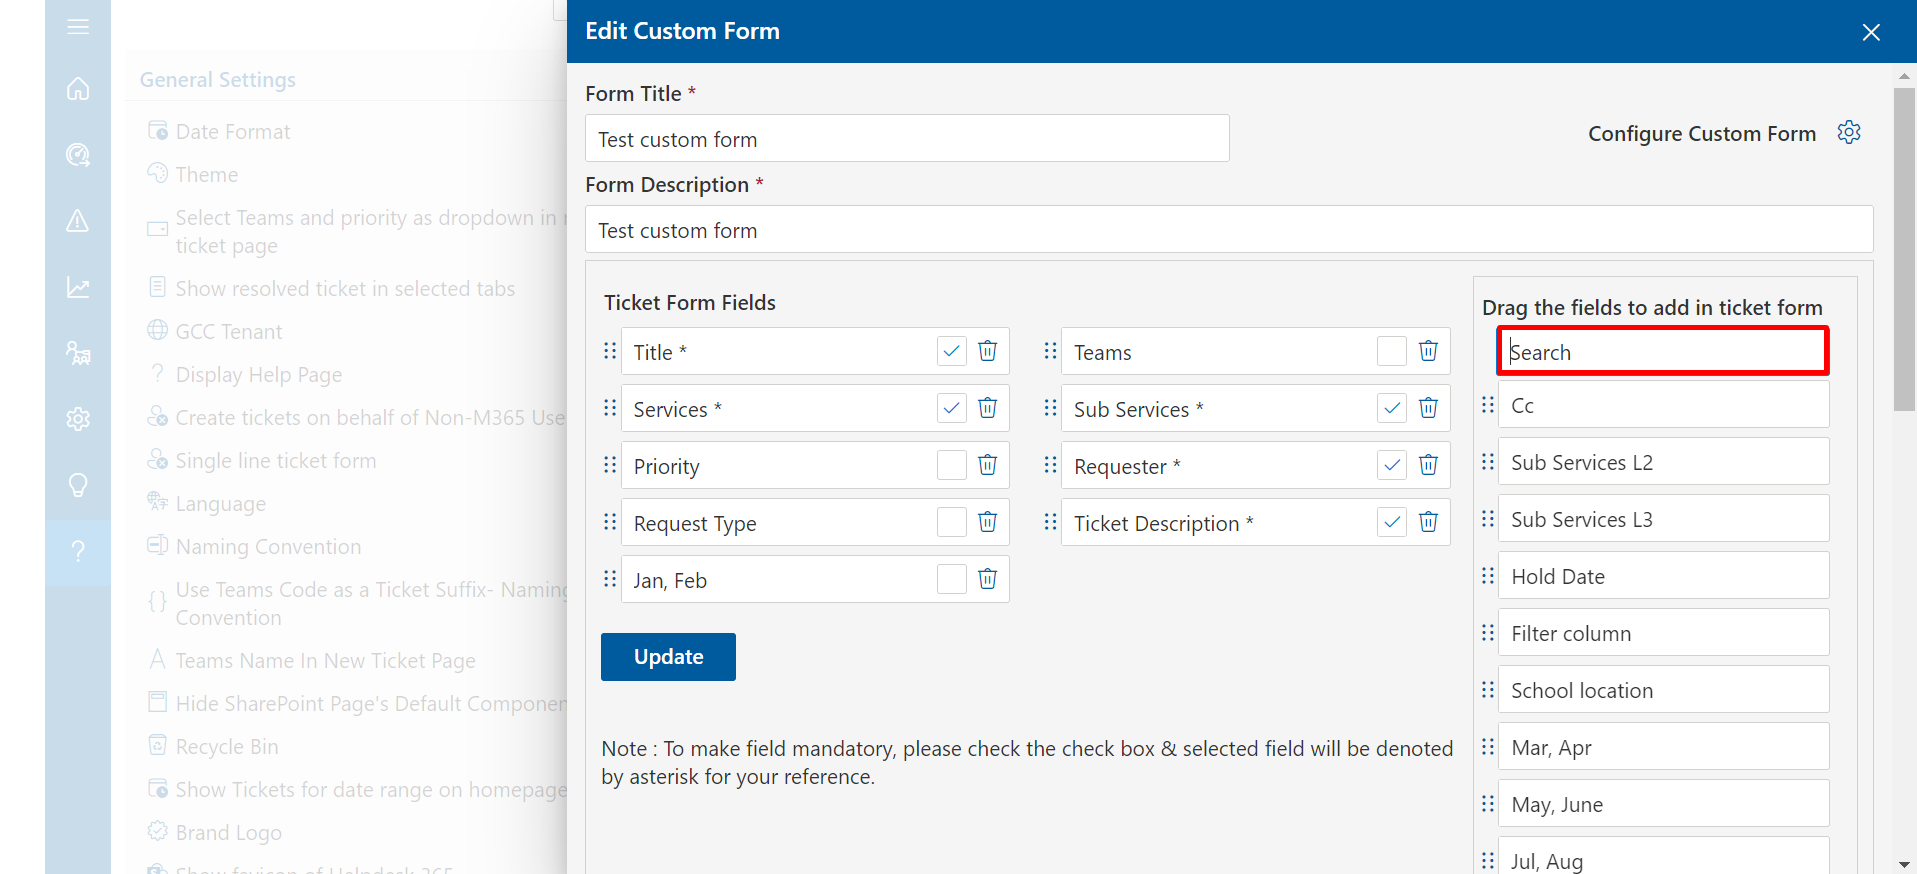 General Settings
Date Format
Theme
Select Teams and priority as dropdown in
ticket page
Show resolved ticket in selected tabs
GCC Tenant
Display Help Page
Create tickets on behalf of Non-M365 Use
Single line ticket form
Language
Naming Convention
Use Teams Code as a Ticket Suffix- Naming
Convention
Teams Name In New Ticket Page
Hide SharePoint Page's Default Componen
Recycle Bin
Show Tickets for date range on homepage
Brand Logo
Show favicon of Helpdesk 365
Edit Custom Form
Form Title *
Test custom form
Configure Custom Form
Form Description *
Test custom form
Ticket Form Fields
Title *
Teams
Services *
Sub Services *
Priority
Requester *
Request Type
Ticket Description *
Jan, Feb
Update
Note : To make field mandatory, please check the check box & selected field will be denoted
by asterisk for your reference.
Drag the fields to add in ticket form
Search
Cc
Sub Services L2
Sub Services L3
Hold Date
Filter column
School location
Mar, Apr
May, June
Jul, Aug